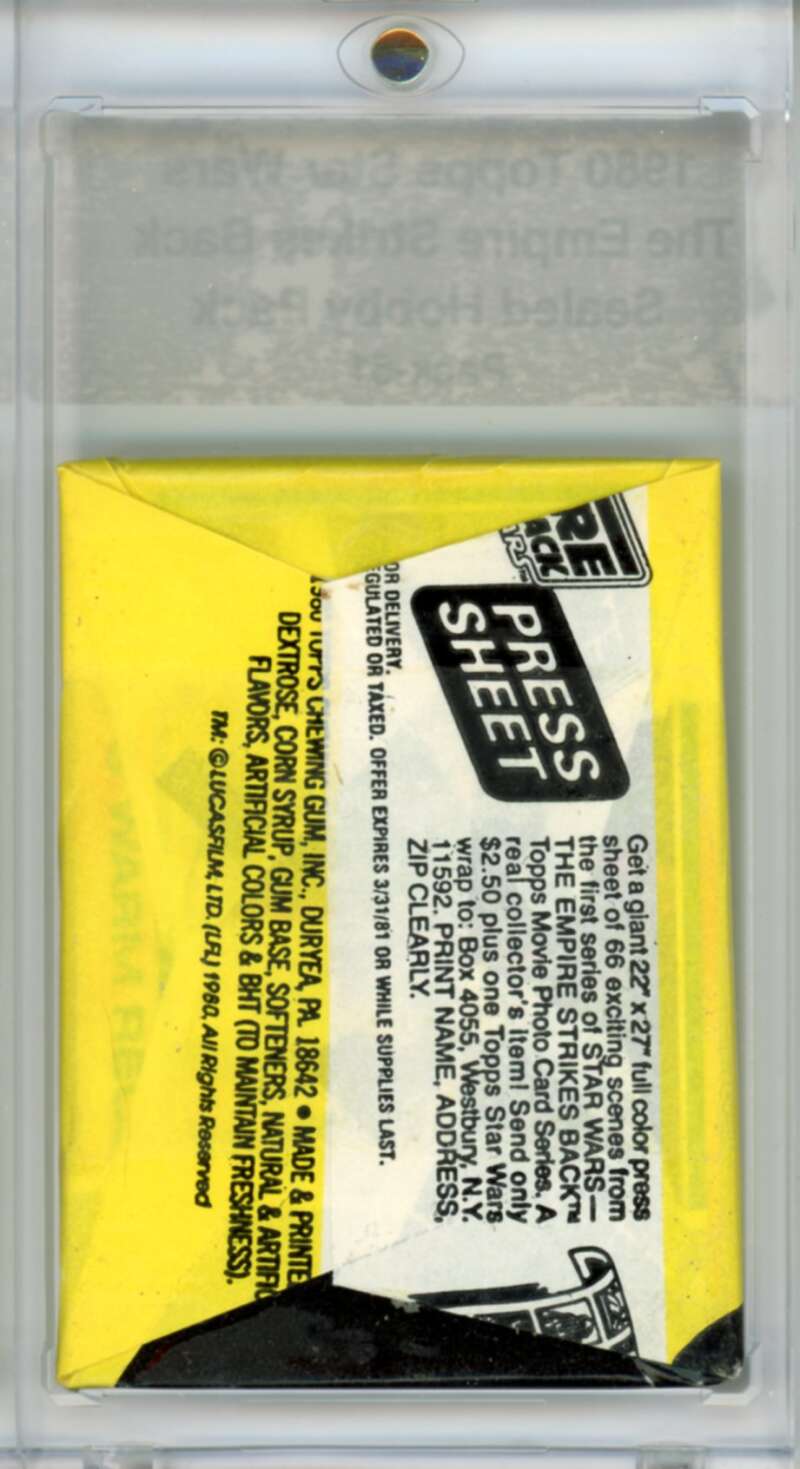 1980 Topps Star Wars
The Empire Strikes Back
Sealed Hobby Pack
RE
ACK
PRESS
SHEET
Get a giant 22" x 27" full color press
sheet of 66 exciting scenes from
the first series of STAR WARS—
THE EMPIRE STRIKES BACK™
Topps Movie Photo Card Series. A
real collector's item! Send only
$2.50 plus one Topps Star Wars
wrap to: Box 4055, Westbury, N.Y.
11592. PRINT NAME, ADDRESS,
ZIP CLEARLY.
OR DELIVERY.
EGULATED OR TAXED. OFFER EXPIRES 3/31/81 OR WHILE SUPPLIES LAST.
1980 TOPPS CHEWING GUM, INC., DURYEA, PA. 18642 • MADE & PRINTE
DEXTROSE, CORN SYRUP, GUM BASE, SOFTENERS, NATURAL & ARTIFIC
FLAVORS, ARTIFICIAL COLORS & BHT (TO MAINTAIN FRESHNESS).
TM: © LUCASFILM, LTD. (LFL) 1980. All Rights Reserved